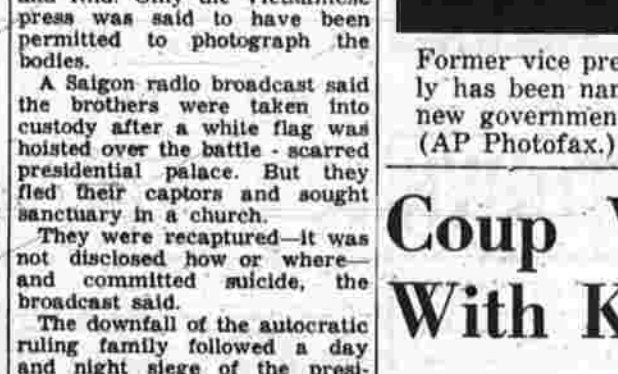 press was said to have been
permitted to photograph the
bodies.
A Saigon radio broadcast said
the brothers were taken into
custody after a white flag was
hoisted over the battle - scarred
presidential palace. But they
fled their captors and sought
sanctuary in a church.
They were recaptured—it was
not disclosed how or where—
and committed suicide, the
broadcast said.
The downfall of the autocratic
ruling family followed a day
and night siege of the presi-
Former vice pre
ly has been nar
new governmen
(AP Photofax.)
Coup
With K